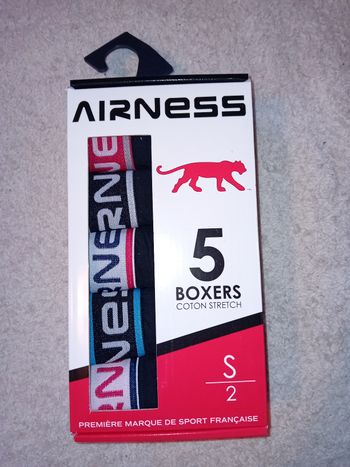 AIRNESS
5
BOXERS
COTON STRETCH
S
2
PREMIÈRE MARQUE DE SPORT FRANÇAISE